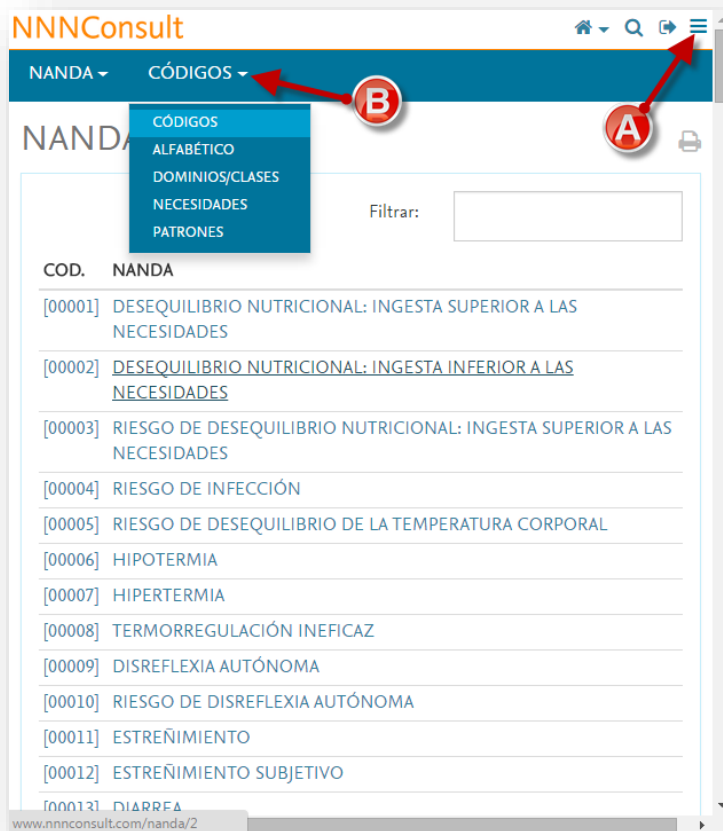 NNNConsult
NANDA CÓDIGOS
A
B
NANDA
CÓDIGOS
ALFABÉTICO
DOMINIOS/CLASES
NECESIDADES
PATRONES
Filtrar:
COD. NANDA
[00001] DESEQUILIBRIO NUTRICIONAL: INGESTA SUPERIOR A LAS
NECESIDADES
[00002] DESEQUILIBRIO NUTRICIONAL: INGESTA INFERIOR A LAS
NECESIDADES
[00003] RIESGO DE DESEQUILIBRIO NUTRICIONAL: INGESTA SUPERIOR A LAS
NECESIDADES
[00004] RIESGO DE INFECCIÓN
[00005] RIESGO DE DESEQUILIBRIO DE LA TEMPERATURA CORPORAL
[00006] HIPOTERMIA
[00007] HIPERTERMIA
[00008] TERMORREGULACIÓN INEFICAZ
[00009] DISREFLEXIA AUTÓNOMA
[00010] RIESGO DE DISREFLEXIA AUTÓNOMA
[00011] ESTREÑIMIENTO
[00012] ESTREÑIMIENTO SUBJETIVO
[00013] DIARREA
www.nnnconsult.com/nanda/2